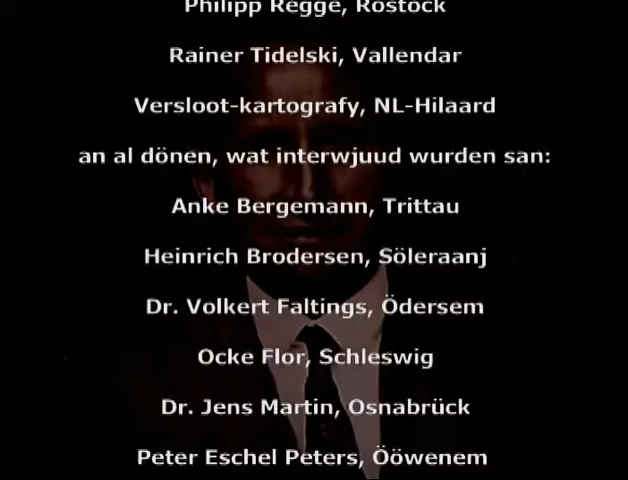 Philipp Regge, Rostock
Rainer Tidelski, Vallendar
Versloot-kartografy, NL-Hilaard
an al dönen, wat interwjuud wurden san:
Anke Bergemann, Trittau
Heinrich Brodersen, Söleraanj
Dr. Volkert Faltings, Ödersem
Ocke Flor, Schleswig
Dr. Jens Martin, Osnabrück
Peter Eschel Peters, Ööwenem